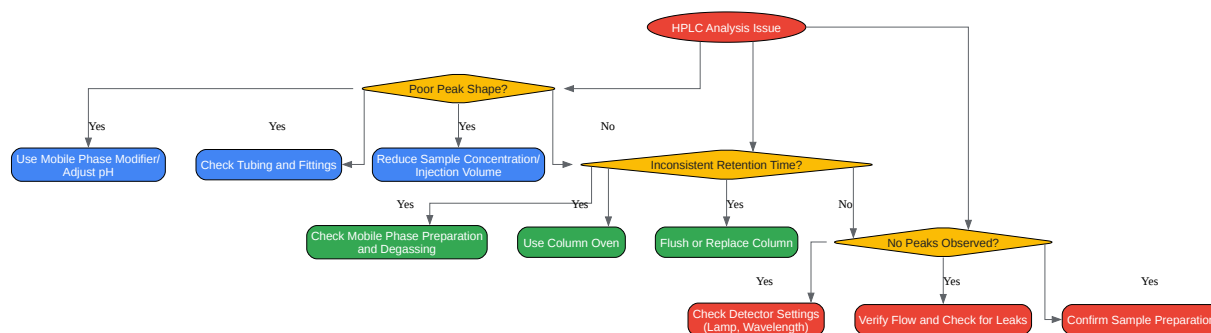 HPLC Analysis Issue
Poor Peak Shape?
Yes
Yes
Yes
No
Use Mobile Phase Modifier/
Adjust pH
Check Tubing and Fittings
Reduce Sample Concentration/
Injection Volume
Inconsistent Retention Time?
Yes
Yes
Yes
No
Check Mobile Phase Preparation
and Degassing
Use Column Oven
Flush or Replace Column
No Peaks Observed?
Yes
Yes
Yes
Check Detector Settings
(Lamp, Wavelength)
Verify Flow and Check for Leaks
Confirm Sample Preparation